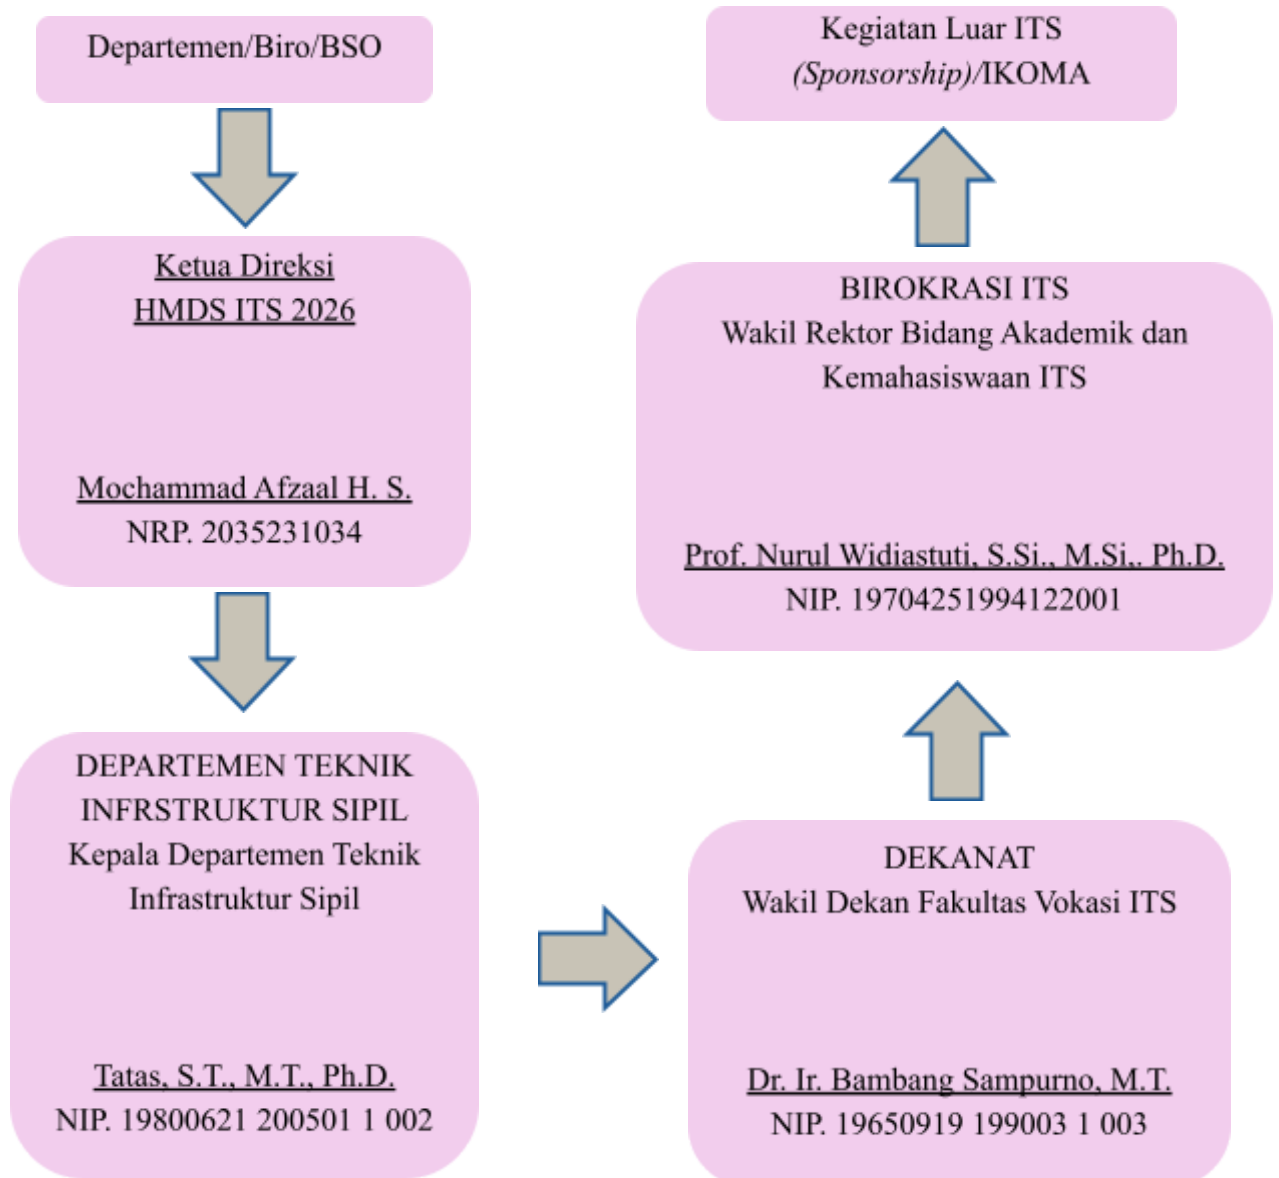 Departemen/Biro/BSO
Ketua Direksi
HMDS ITS 2026
Mochammad Afzaal H. S.
NRP. 2035231034
DEPARTEMEN TEKNIK
INFRSTRUKTUR SIPIL
Kepala Departemen Teknik
Infrastruktur Sipil
Tatas, S.T., M.T., Ph.D.
NIP. 19800621 200501 1 002
DEKANAT
Wakil Dekan Fakultas Vokasi ITS
Dr. Ir. Bambang Sampurno, M.T.
NIP. 19650919 199003 1 003
BIROKRASI ITS
Wakil Rektor Bidang Akademik dan
Kemahasiswaan ITS
Prof. Nurul Widiastuti, S.Si., M.Si,. Ph.D.
NIP. 19704251994122001
Kegiatan Luar ITS
(Sponsorship)/IKOMA